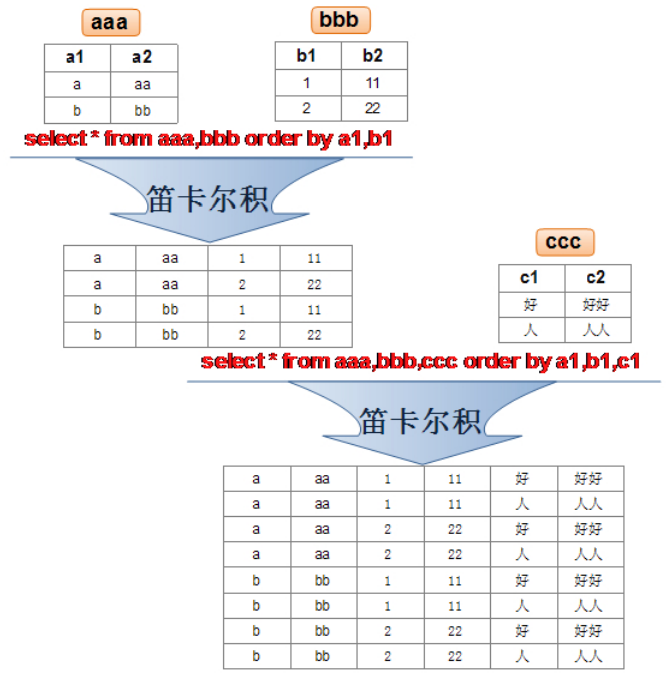 aaa
bbb
a1 a2
a aa
b bb
b1 b2
1 11
2 22
select * from aaa,bbb order by a1,b1
笛卡尔积
a aa 1 11
a aa 2 22
b bb 1 11
b bb 2 22
ccc
c1 c2
好 好好
人 人人
select * from aaa,bbb,ccc order by a1,b1,c1
笛卡尔积
a aa 1 11 好 好好
a aa 1 11 人 人人
a aa 2 22 好 好好
a aa 2 22 人 人人
b bb 1 11 好 好好
b bb 1 11 人 人人
b bb 2 22 好 好好
b bb 2 22 人 人人